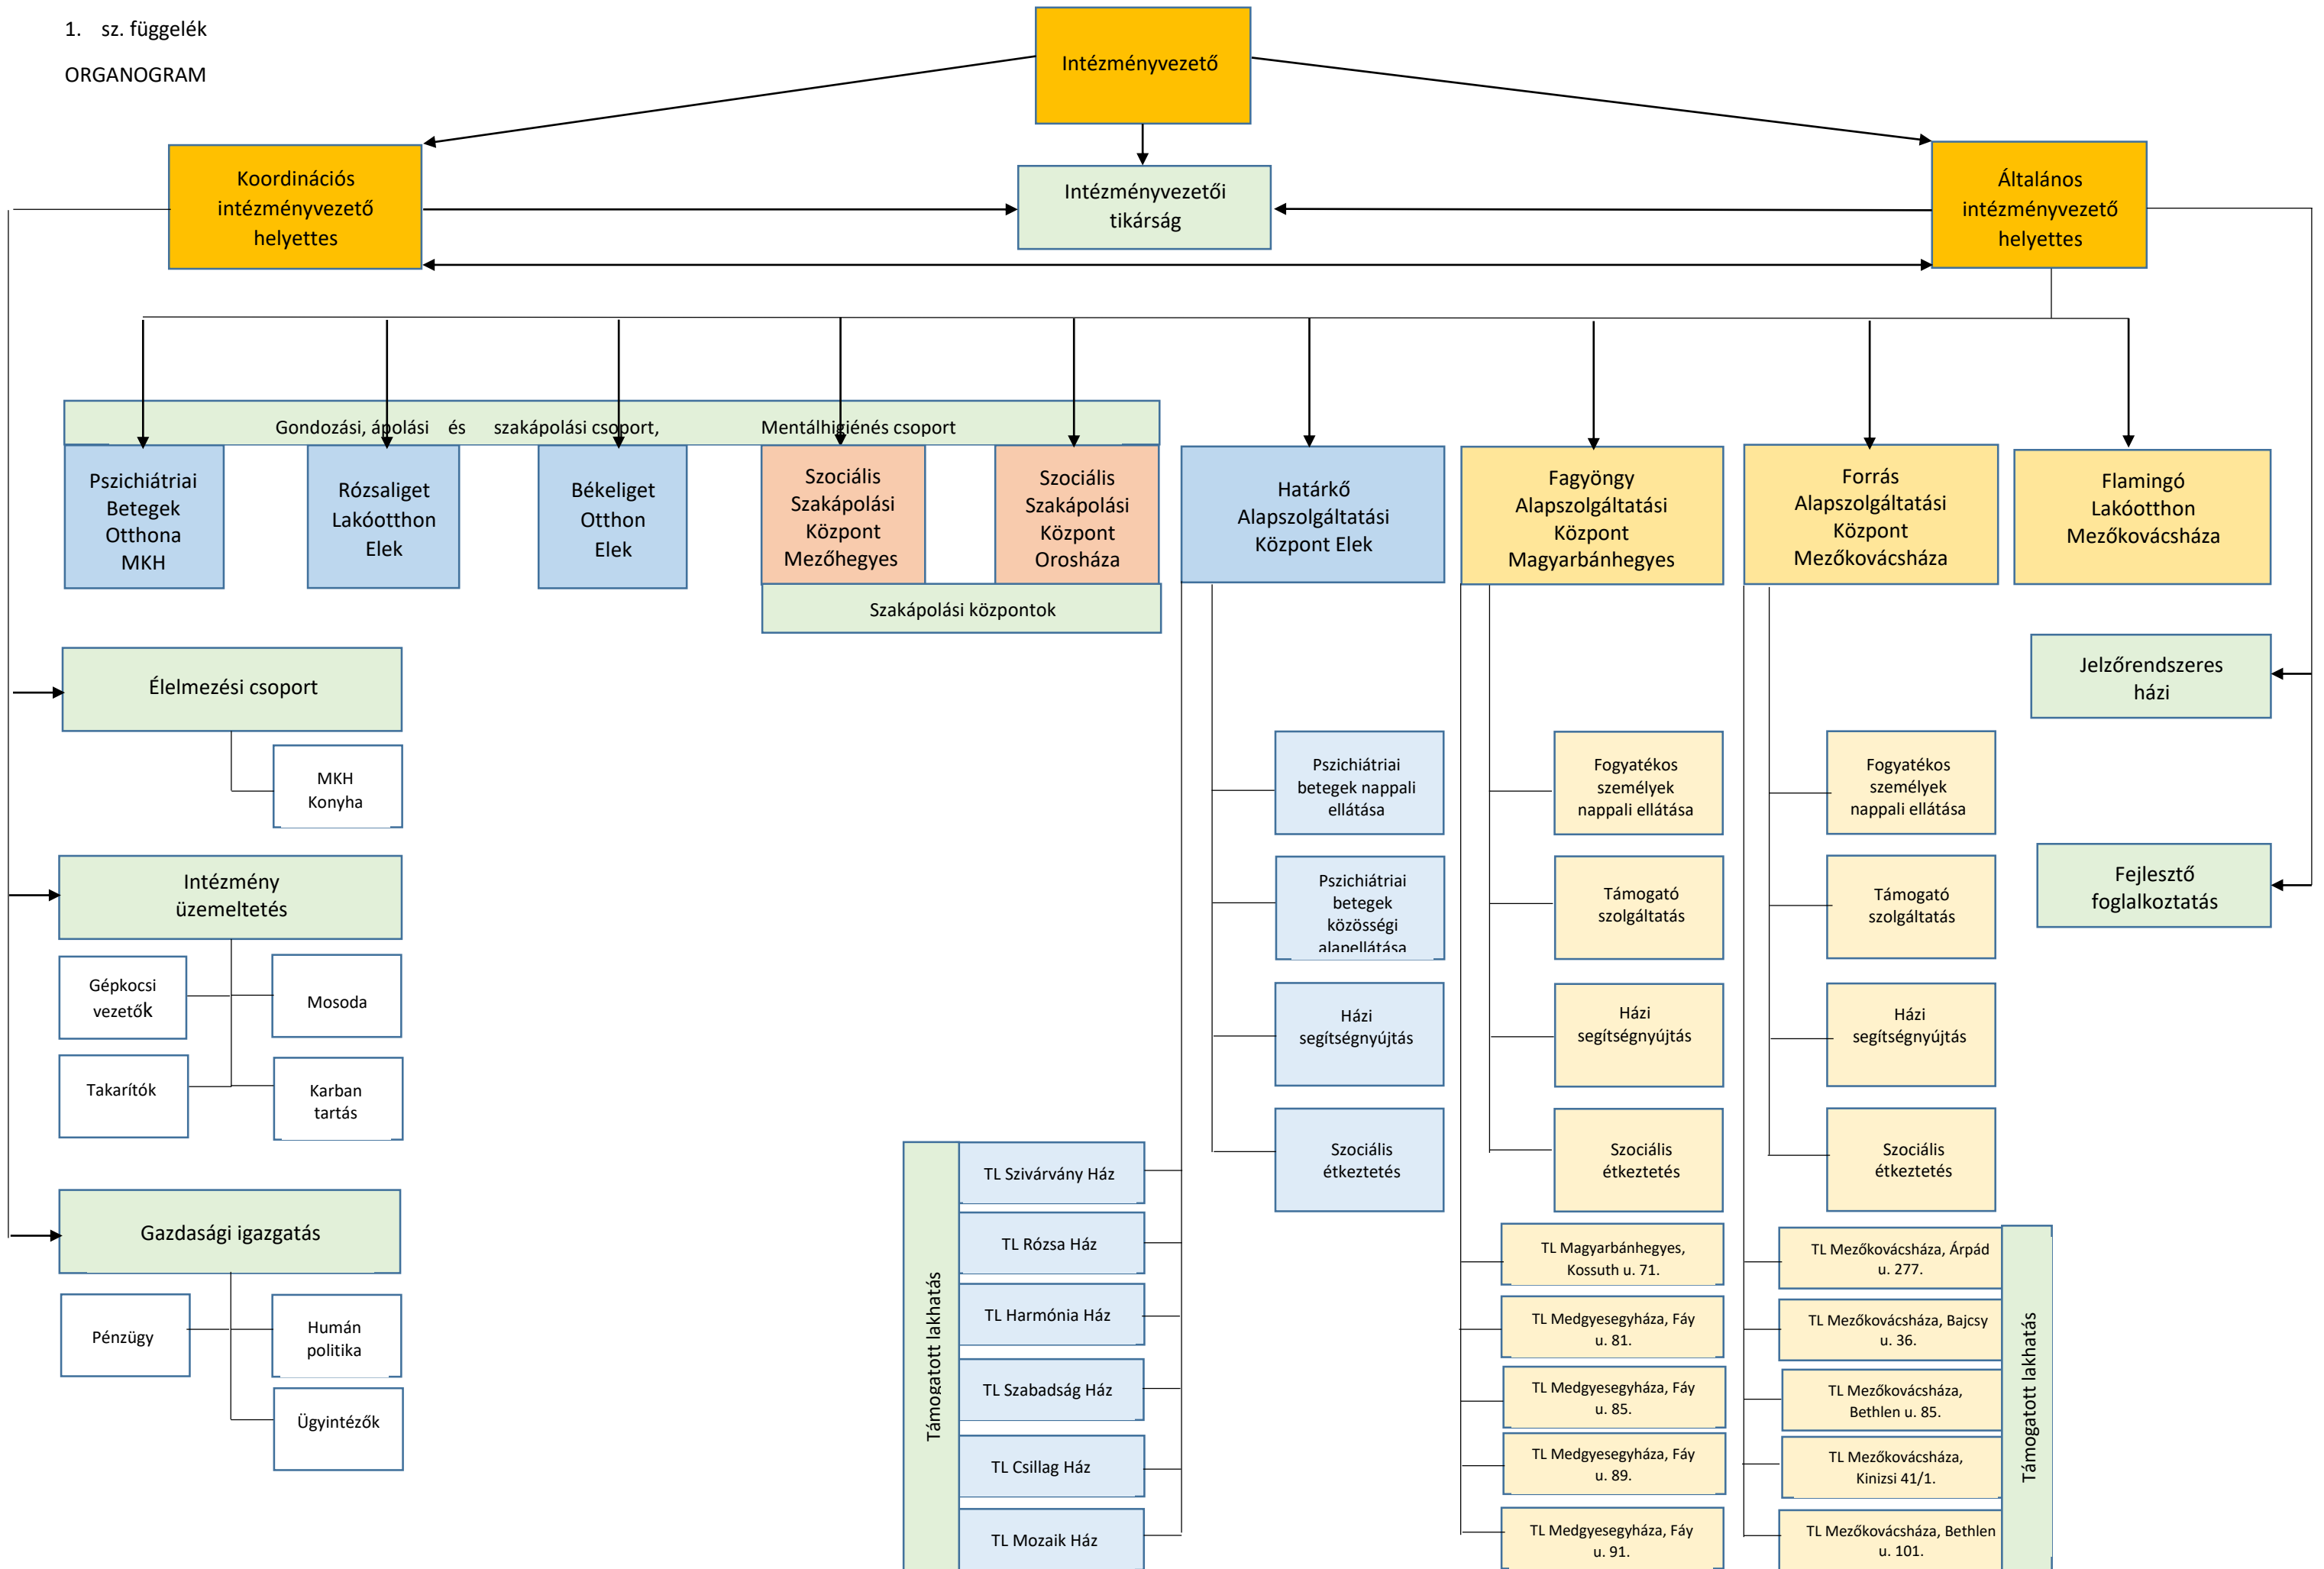 1. sz. függelék
ORGANOGRAM
Intézményvezető
Koordinációs
intézményvezető
helyettes
Intézményvezetői
tikárság
Általános
intézményvezető
helyettes
Gondozási, ápolási és szakápolási csoport, Mentálhigiénés csoport
Pszichiátriai
Betegek
Otthona
MKH
Rózsaliget
Lakóotthon
Elek
Békeliget
Otthon
Elek
Szociális
Szakápolási
Központ
Mezőhegyes
Szociális
Szakápolási
Központ
Orosháza
Határkő
Alapszolgáltatási
Központ Elek
Fagyöngy
Alapszolgáltatási
Központ
Magyarbánhegyes
Forrás
Alapszolgáltatási
Központ
Mezőkovácsháza
Flamingó
Lakóotthon
Mezőkovácsháza
Szakápolási központok
Élelmezési csoport
MKH
Konyha
Intézmény
üzemeltetés
Gépkocsi
vezetők
Mosoda
Takarítók
Karban
tartás
Gazdasági igazgatás
Pénzügy
Humán
politika
Ügyintézők
Támogatott lakhatás
TL Szivárvány Ház
TL Rózsa Ház
TL Harmónia Ház
TL Szabadság Ház
TL Csillag Ház
TL Mozaik Ház
Pszichiátriai
betegek nappali
ellátása
Pszichiátriai
betegek
közösségi
alapellátása
Házi
segítségnyújtás
Szociális
étkeztetés
Fogyatékos
személyek
nappali ellátása
Támogató
szolgáltatás
Házi
segítségnyújtás
Szociális
étkeztetés
TL Magyarbánhegyes,
Kossuth u. 71.
TL Medgyesegyháza, Fáy
u. 81.
TL Medgyesegyháza, Fáy
u. 85.
TL Medgyesegyháza, Fáy
u. 89.
TL Medgyesegyháza, Fáy
u. 91.
Fogyatékos
személyek
nappali ellátása
Támogató
szolgáltatás
Házi
segítségnyújtás
Szociális
étkeztetés
TL Mezőkovácsháza, Árpád
u. 277.
TL Mezőkovácsháza, Bajcsy
u. 36.
TL Mezőkovácsháza,
Bethlen u. 85.
TL Mezőkovácsháza,
Kinizsi 41/1.
TL Mezőkovácsháza, Bethlen
u. 101.
Támogatott lakhatás
Jelzőrendszeres
házi
Fejlesztő
foglalkoztatás